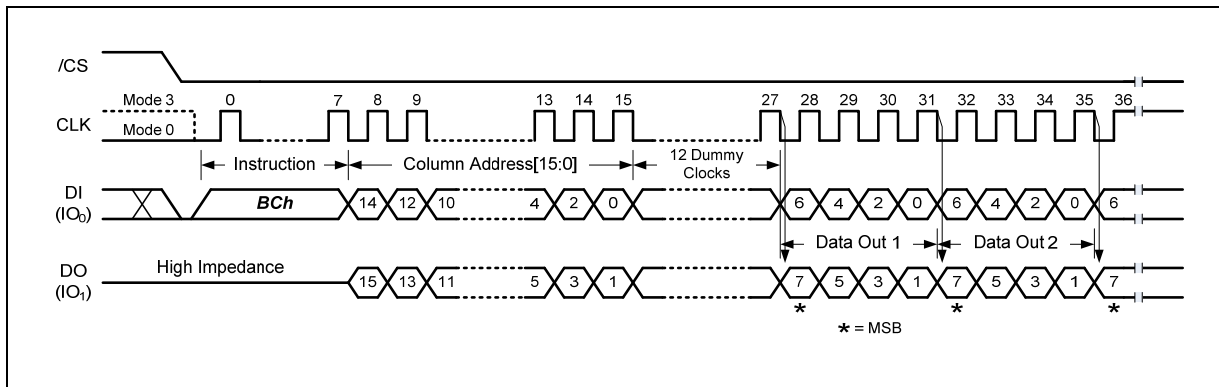 /CS
Mode 3
0 7 8 9 13 14 15 27 28 29 30 31 32 33 34 35 36
CLK
Mode 0
Instruction Column Address[15:0] 12 Dummy
Clocks
DI
(IO0) BCh 14 12 10 4 2 0 6 4 2 0 6 4 2 0 6
Data Out 1 Data Out 2
High Impedance
DO
(IO1) 15 13 11 5 3 1 7 5 3 1 7 5 3 1 7
* * *
* = MSB